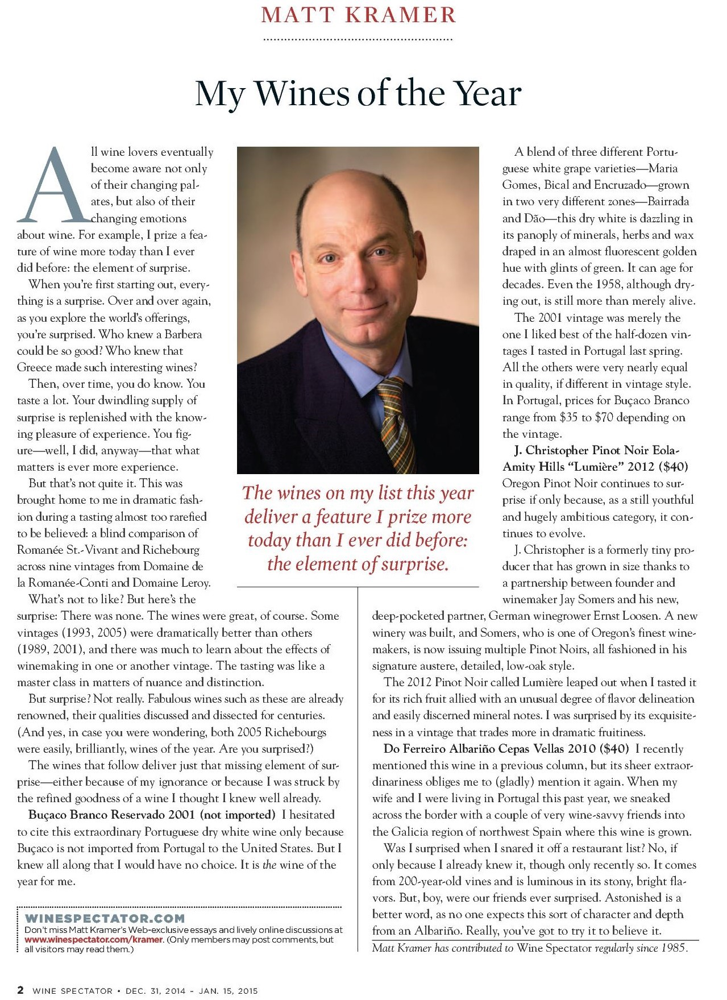 MATT KRAMER
My Wines of the Year
All wine lovers eventually
become aware not only
of their changing pal-
ates, but also of their
changing emotions
about wine. For example, I prize a fea-
ture of wine more today than I ever
did before: the element of surprise.
When you're first starting out, every-
thing is a surprise. Over and over again,
as you explore the world's offerings,
you're surprised. Who knew a Barbera
could be so good? Who knew that
Greece made such interesting wines?
Then, over time, you do know. You
taste a lot. Your dwindling supply of
surprise is replenished with the know-
ing pleasure of experience. You fig-
ure—well, I did, anyway—that what
matters is ever more experience.
But that's not quite it. This was
brought home to me in dramatic fash-
ion during a tasting almost too rarefied
to be believed: a blind comparison of
Romanée St.-Vivant and Richebourg
across nine vintages from Domaine de
la Romanée-Conti and Domaine Leroy.
What's not to like? But here's the
surprise: There was none. The wines were great, of course. Some
vintages (1993, 2005) were dramatically better than others
(1989, 2001), and there was much to learn about the effects of
winemaking in one or another vintage. The tasting was like a
master class in matters of nuance and distinction.
But surprise? Not really. Fabulous wines such as these are already
renowned, their qualities discussed and dissected for centuries.
(And yes, in case you were wondering, both 2005 Richebourgs
were easily, brilliantly, wines of the year. Are you surprised?)
The wines that follow deliver just that missing element of sur-
prise—either because of my ignorance or because I was struck by
the refined goodness of a wine I thought I knew well already.
Buçaco Branco Reservado 2001 (not imported) I hesitated
to cite this extraordinary Portuguese dry white wine only because
Buçaco is not imported from Portugal to the United States. But I
knew all along that I would have no choice. It is the wine of the
year for me.
WINESPECTATOR.COM
Don't miss Matt Kramer's Web-exclusive essays and lively online discussions at
www.winespectator.com/kramer. (Only members may post comments, but
all visitors may read them.)
The wines on my list this year
deliver a feature I prize more
today than I ever did before:
the element of surprise.
A blend of three different Portu-
guese white grape varieties—Maria
Gomes, Bical and Encruzado—grown
in two very different zones—Bairrada
and Dão—this dry white is dazzling in
its panoply of minerals, herbs and wax
draped in an almost fluorescent golden
hue with glints of green. It can age for
decades. Even the 1958, although dry-
ing out, is still more than merely alive.
The 2001 vintage was merely the
one I liked best of the half-dozen vin-
tages I tasted in Portugal last spring.
All the others were very nearly equal
in quality, if different in vintage style.
In Portugal, prices for Buçaco Branco
range from $35 to $70 depending on
the vintage.
J. Christopher Pinot Noir Eola-
Amity Hills “Lumière” 2012 ($40)
Oregon Pinot Noir continues to sur-
prise if only because, as a still youthful
and hugely ambitious category, it con-
tinues to evolve.
J. Christopher is a formerly tiny pro-
ducer that has grown in size thanks to
a partnership between founder and
winemaker Jay Somers and his new,
deep-pocketed partner, German winegrower Ernst Loosen. A new
winery was built, and Somers, who is one of Oregon's finest wine-
makers, is now issuing multiple Pinot Noirs, all fashioned in his
signature austere, detailed, low-oak style.
The 2012 Pinot Noir called Lumière leaped out when I tasted it
for its rich fruit allied with an unusual degree of flavor delineation
and easily discerned mineral notes. I was surprised by its exquisite-
ness in a vintage that trades more in dramatic fruitiness.
Do Ferreiro Albariño Cepas Vellas 2010 ($40) I recently
mentioned this wine in a previous column, but its sheer extraor-
dinariness obliges me to (gladly) mention it again. When my
wife and I were living in Portugal this past year, we sneaked
across the border with a couple of very wine-savvy friends into
the Galicia region of northwest Spain where this wine is grown.
Was I surprised when I snared it off a restaurant list? No, if
only because I already knew it, though only recently so. It comes
from 200-year-old vines and is luminous in its stony, bright fla-
vors. But, boy, were our friends ever surprised. Astonished is a
better word, as no one expects this sort of character and depth
from an Albariño. Really, you've got to try it to believe it.
Matt Kramer has contributed to Wine Spectator regularly since 1985.
2 WINE SPECTATOR • DEC. 31, 2014 – JAN. 15, 2015